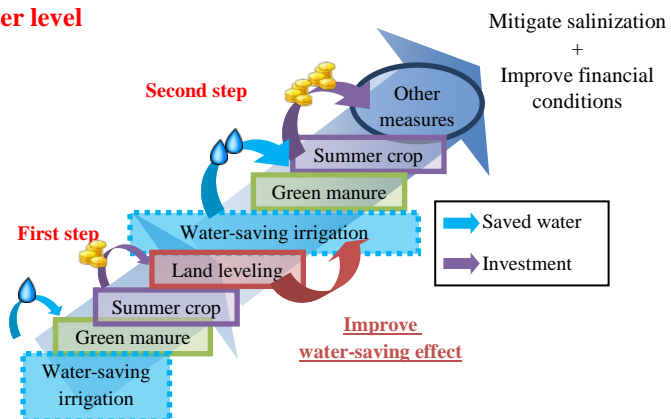 er level
Mitigate salinization
+
Improve financial
conditions
Second step
Other
measures
Summer crop
Green manure
Water-saving irrigation
First step
Land leveling
Summer crop
Green manure
Water-saving
irrigation
Saved water
Investment
Improve
water-saving effect